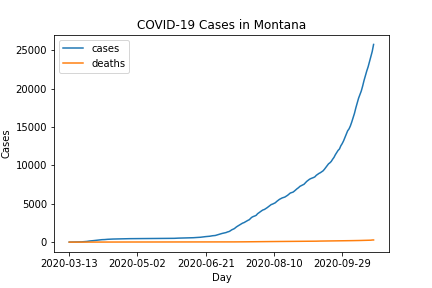 COVID-19 Cases in Montana
cases
deaths
25000
20000
15000
10000
5000
0
Cases
2020-03-13 2020-05-02 2020-06-21 2020-08-10 2020-09-29
Day